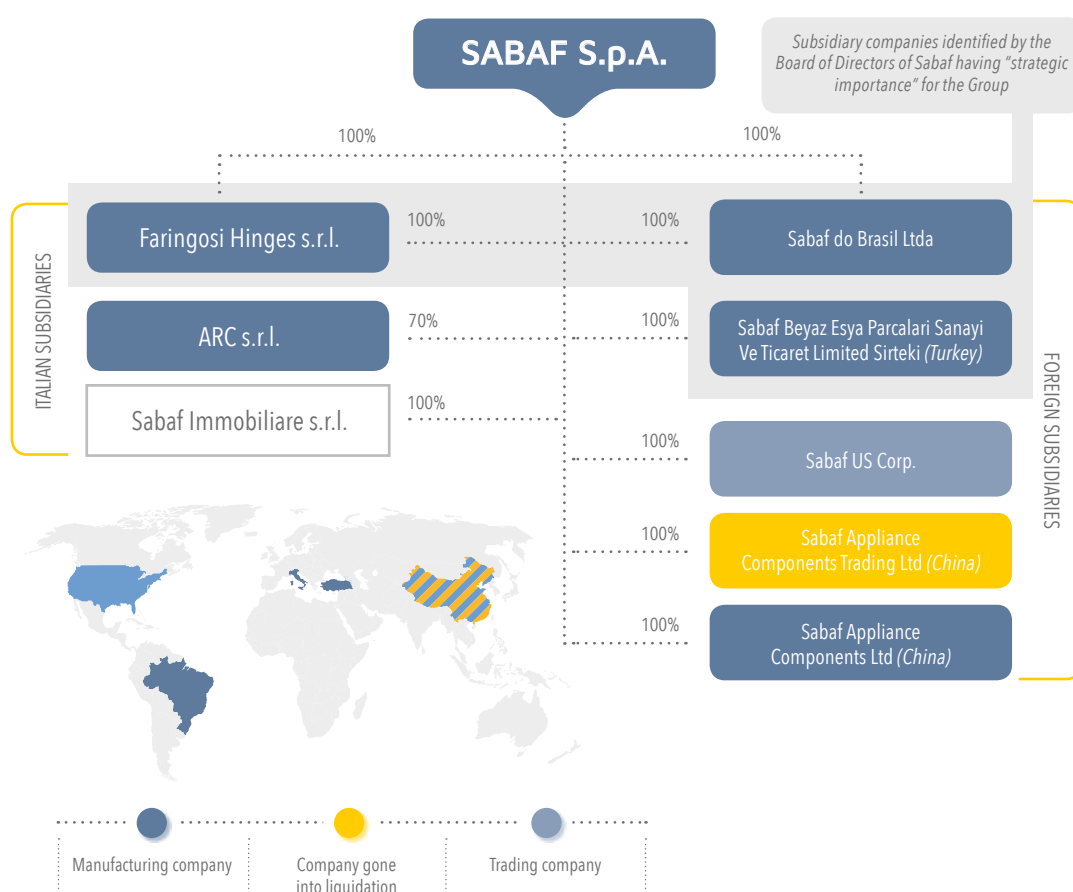 SABAF S.p.A.
Subsidiary companies identified by the
Board of Directors of Sabaf having "strategic
importance" for the Group
100%
100%
ITALIAN SUBSIDIARIES
Faringosi Hinges s.r.l.
100%
100%
Sabaf do Brasil Ltda
ARC s.r.l.
70%
100%
Sabaf Beyaz Esya Parcalari Sanayi
Ve Ticaret Limited Sirteki (Turkey)
Sabaf Immobiliare s.r.l.
100%
FOREIGN SUBSIDIARIES
100%
Sabaf US Corp.
100%
Sabaf Appliance
Components Trading Ltd (China)
100%
Sabaf Appliance
Components Ltd (China)
Manufacturing company
Company gone
into liquidation
Trading company